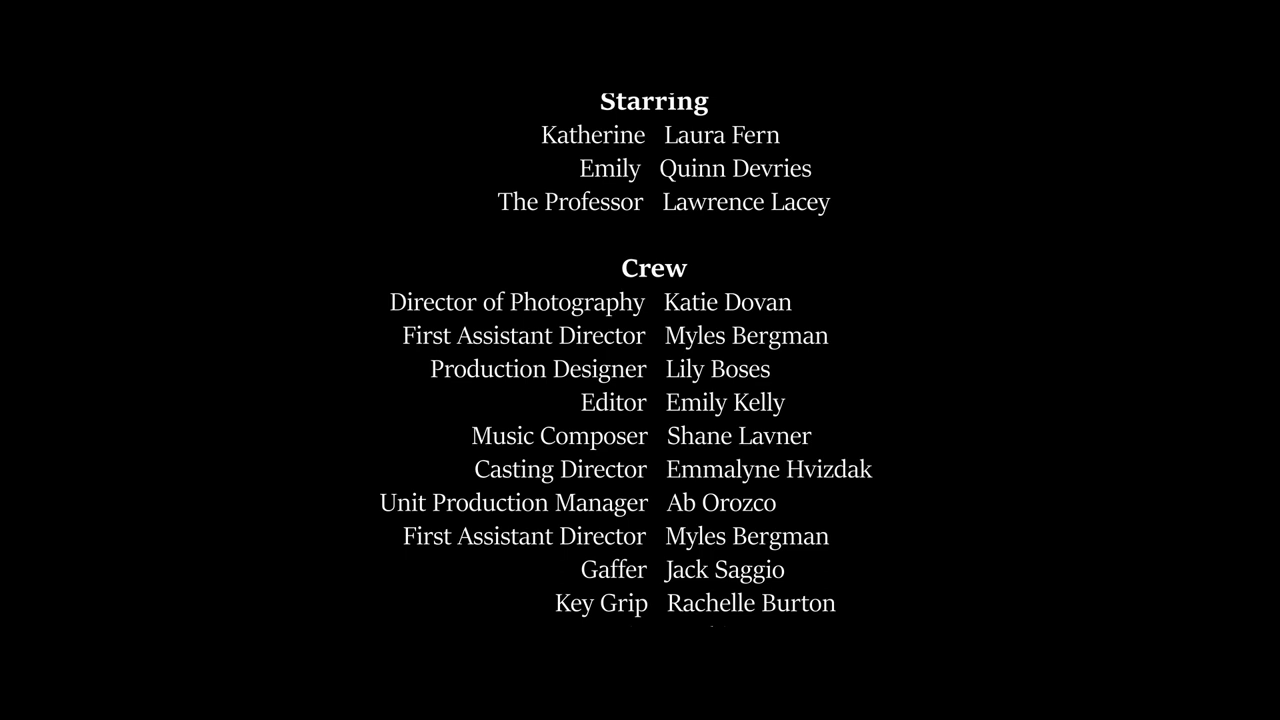 Starring
Katherine Laura Fern
Emily Quinn Devries
The Professor Lawrence Lacey
Crew
Director of Photography Katie Dovan
First Assistant Director Myles Bergman
Production Designer Lily Boses
Editor Emily Kelly
Music Composer Shane Lavner
Casting Director Emmalyne Hvizdak
Unit Production Manager Ab Orozco
First Assistant Director Myles Bergman
Gaffer Jack Saggio
Key Grip Rachelle Burton